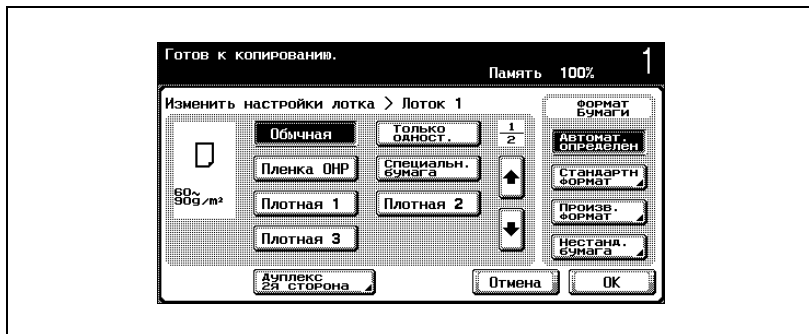 Готов к копированию.
Память 100%
1
Изменить настройки лотка > Лоток 1
60~
90g/m²
Обычная
Только
одност.
1
2
Пленка OHP
Специальн.
бумага
Плотная 1
Плотная 2
Плотная 3
Дуплекс
2я сторона
Формат
бумаги
Автомат.
определен
Стандартн
формат
Произв.
формат
Нестанд.
бумага
Отмена
OK